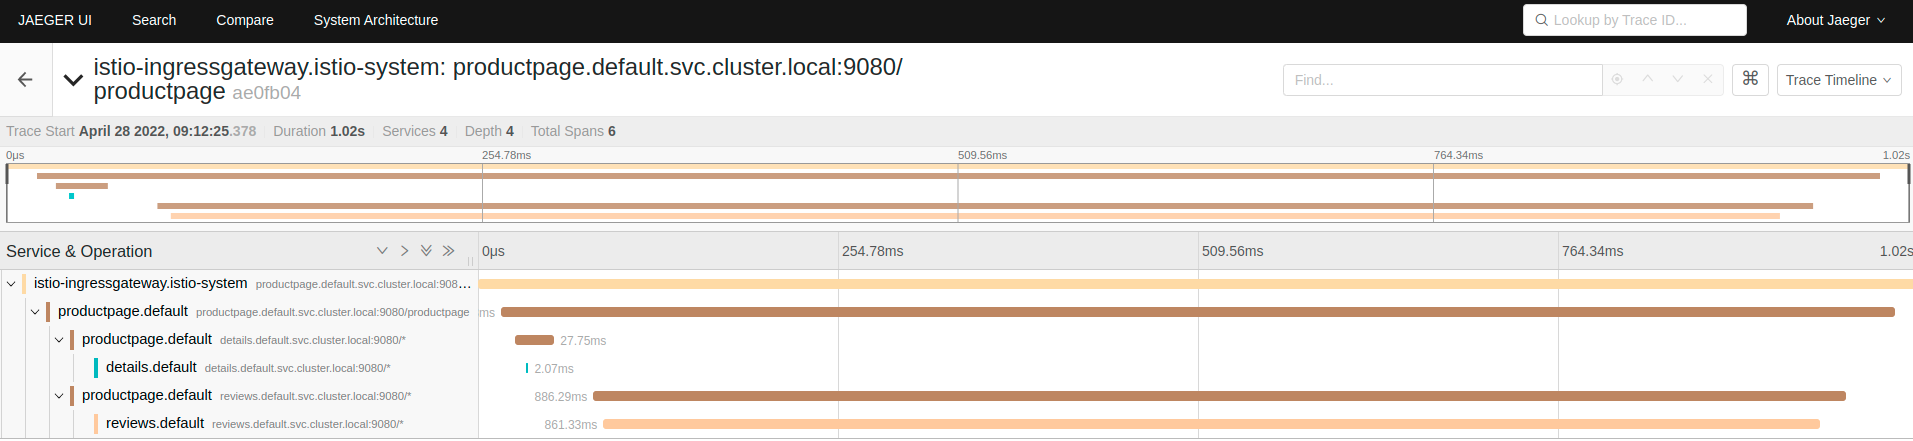 JAEGER UI Search Compare System Architecture Lookup by Trace ID... About Jaeger
istio-ingressgateway.istio-system: productpage.default.svc.cluster.local:9080/
productpage ae0fb04
Find... ⌘ Trace Timeline
Trace Start April 28 2022, 09:12:25.378 Duration 1.02s Services 4 Depth 4 Total Spans 6
0μs 254.78ms 509.56ms 764.34ms 1.02s
Service & Operation 0μs 254.78ms 509.56ms 764.34ms 1.02s
istio-ingressgateway.istio-system productpage.default.svc.cluster.local:908...
productpage.default productpage.default.svc.cluster.local:9080/productpage ms
productpage.default details.default.svc.cluster.local:9080/* 27.75ms
details.default details.default.svc.cluster.local:9080/* 2.07ms
productpage.default reviews.default.svc.cluster.local:9080/* 886.29ms
reviews.default reviews.default.svc.cluster.local:9080/* 861.33ms